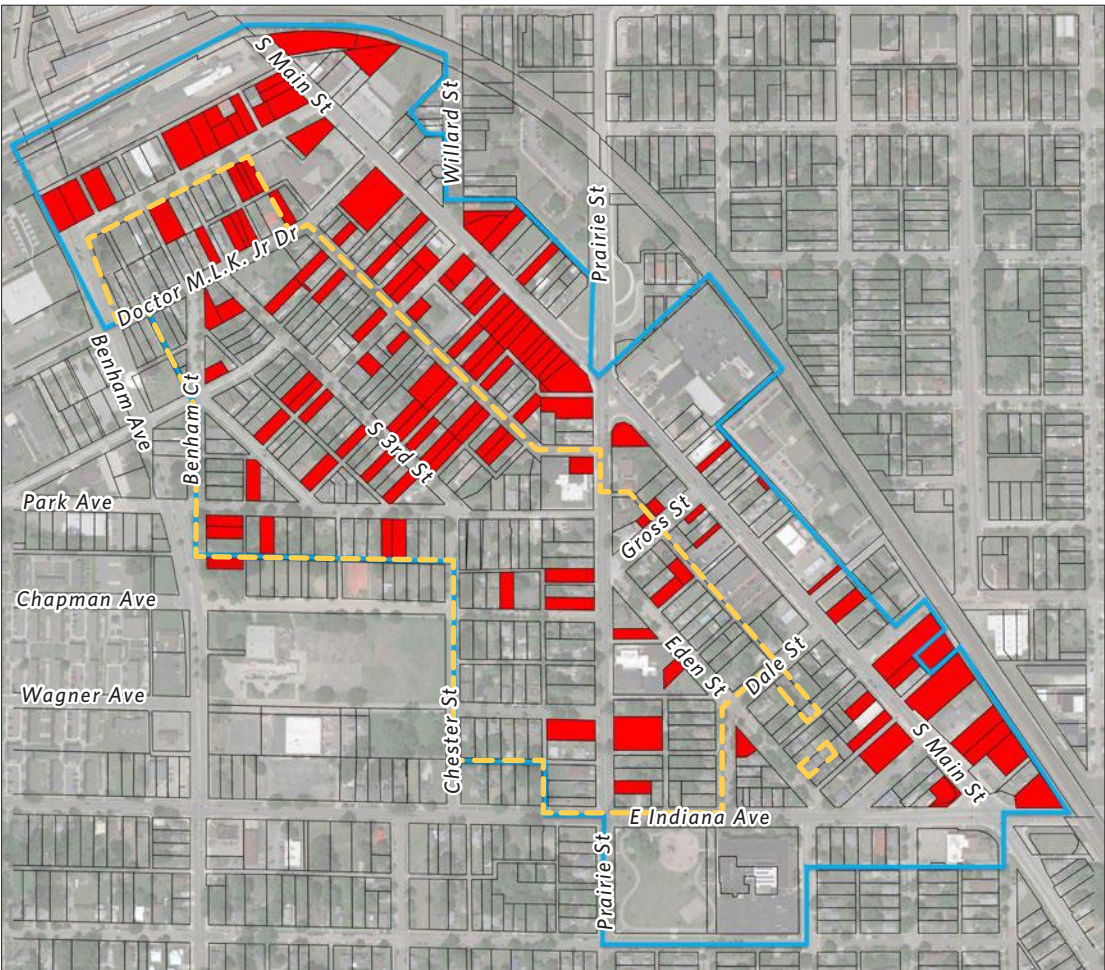 S Main St
Willard St
Prairie St
Doctor M.L.K. Jr Dr
Benham Ave
Benham Ct
S 3rd St
Park Ave
Gross St
Chapman Ave
Eden St
Dale St
Wagner Ave
Chester St
S Main St
E Indiana Ave
Prairie St